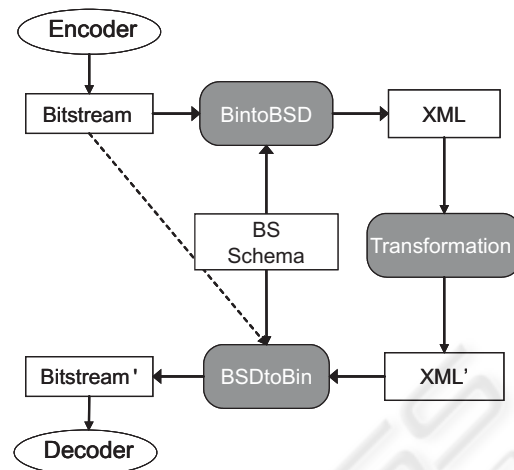 Encoder
Bitstream
BintoBSD
XML
BS
Schema
Transformation
Bitstream'
BSDtoBin
XML’
Decoder